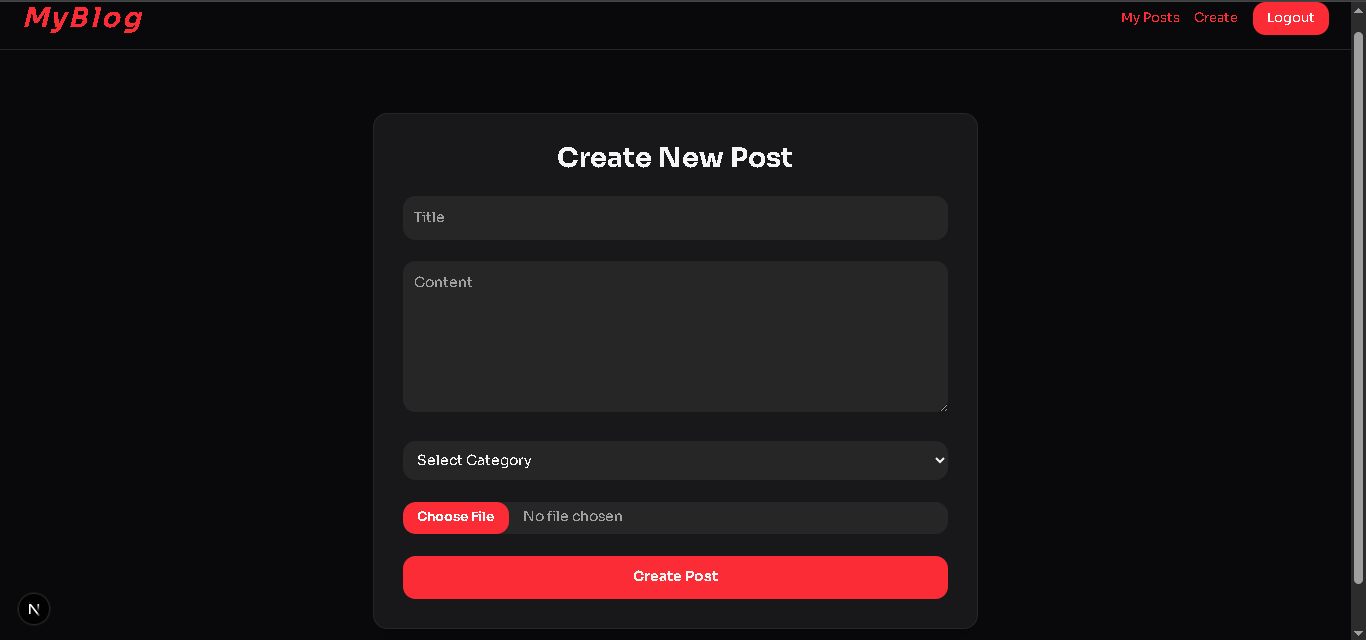 MyBlog
My Posts Create Logout
Create New Post
Title
Content
Select Category
Choose File No file chosen
Create Post
N